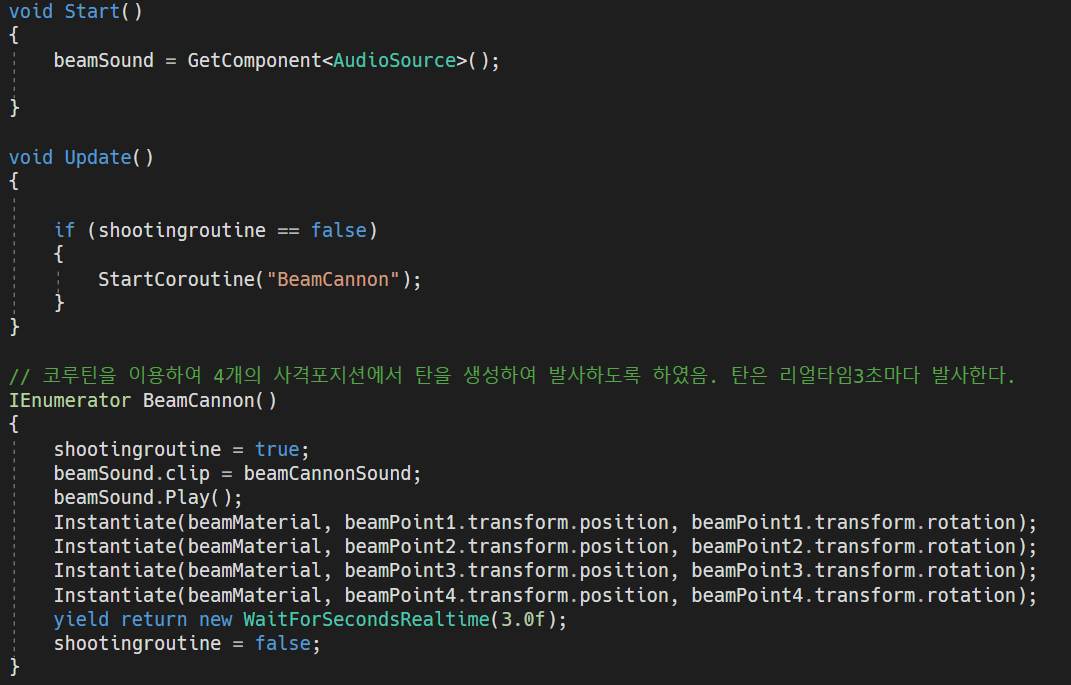 void Start()
{
    beamSound = GetComponent<AudioSource>();

}

void Update()
{

    if (shootingroutine == false)
    {
        StartCoroutine("BeamCannon");
    }
}

// 코루틴을 이용하여 4개의 사격포지션에서 탄을 생성하여 발사하도록 하였음. 탄은 리얼타임3초마다 발사한다.
IEnumerator BeamCannon()
{
    shootingroutine = true;
    beamSound.clip = beamCannonSound;
    beamSound.Play();
    Instantiate(beamMaterial, beamPoint1.transform.position, beamPoint1.transform.rotation);
    Instantiate(beamMaterial, beamPoint2.transform.position, beamPoint2.transform.rotation);
    Instantiate(beamMaterial, beamPoint3.transform.position, beamPoint3.transform.rotation);
    Instantiate(beamMaterial, beamPoint4.transform.position, beamPoint4.transform.rotation);
    yield return new WaitForSecondsRealtime(3.0f);
    shootingroutine = false;
}